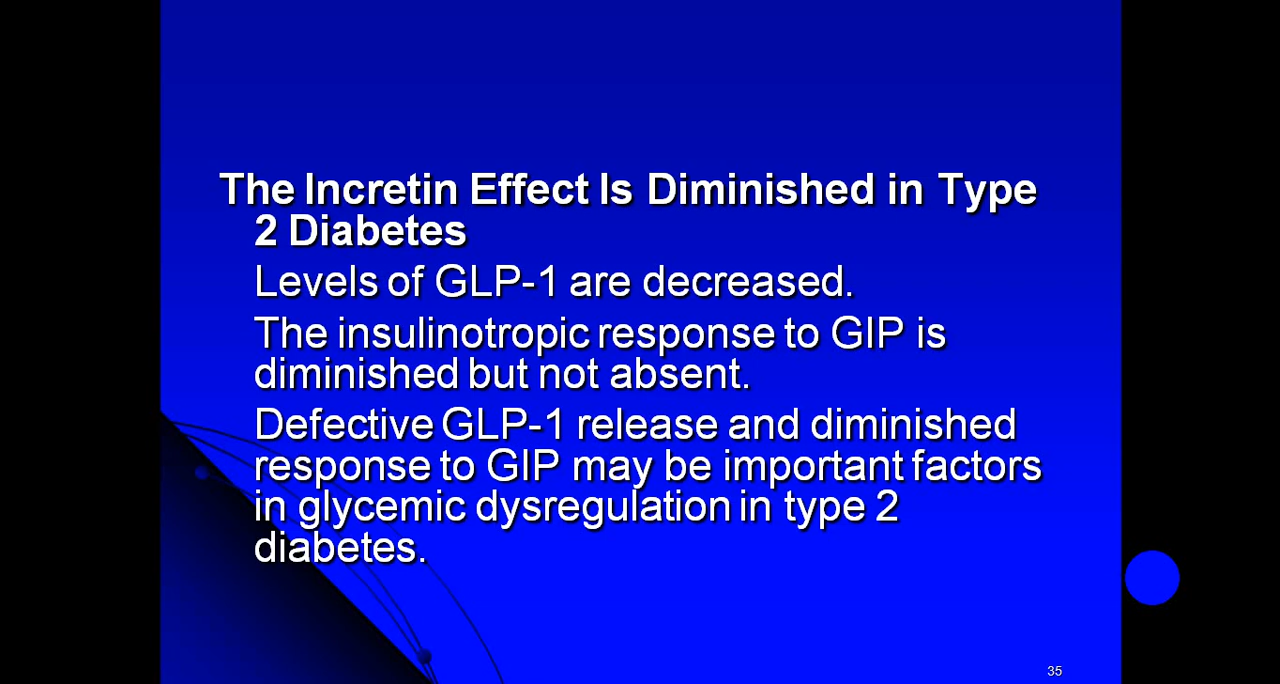 The Incretin Effect Is Diminished in Type
2 Diabetes
Levels of GLP-1 are decreased.
The insulinotropic response to GIP is
diminished but not absent.
Defective GLP-1 release and diminished
response to GIP may be important factors
in glycemic dysregulation in type 2
diabetes.
35